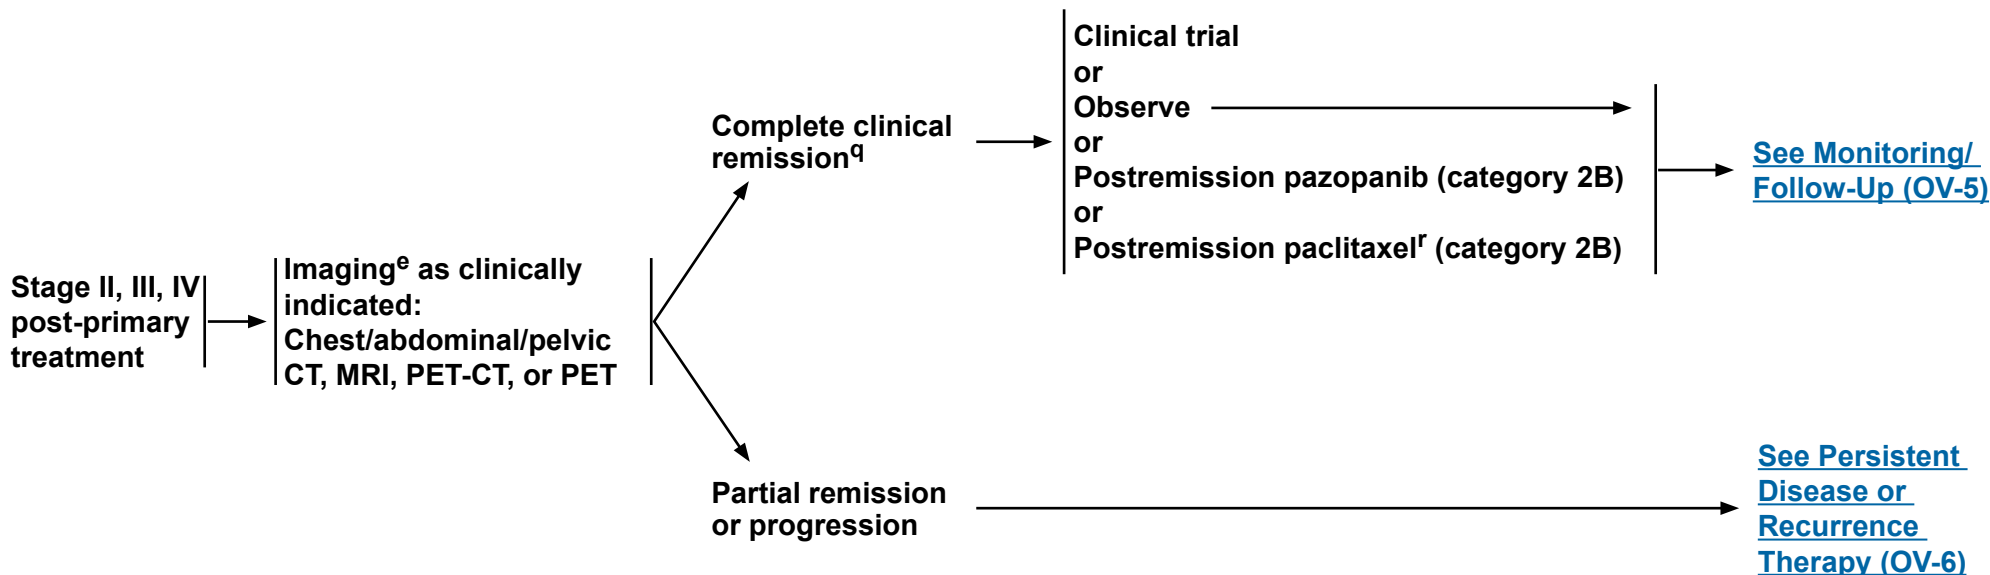 Stage II, III, IV
post-primary
treatment
Imagingᵉ as clinically
indicated:
Chest/abdominal/pelvic
CT, MRI, PET-CT, or PET
Complete clinical
remission^q
Clinical trial
or
Observe
or
Postremission pazopanib (category 2B)
or
Postremission paclitaxelʳ (category 2B)
See Monitoring/
Follow-Up (OV-5)
Partial remission
or progression
See Persistent
Disease or
Recurrence
Therapy (OV-6)